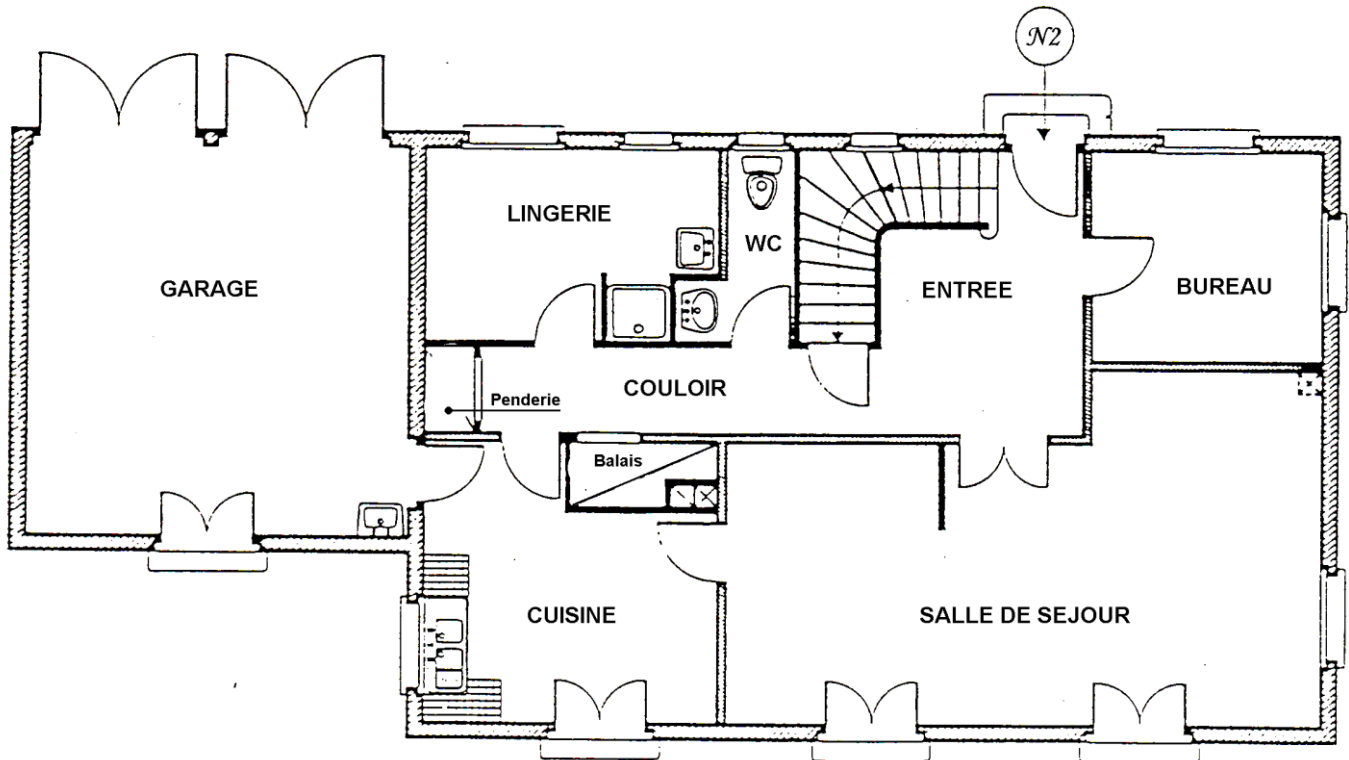 N2
LINGERIE
WC
GARAGE
ENTREE
BUREAU
COULOIR
Penderie
Balais
CUISINE
SALLE DE SEJOUR